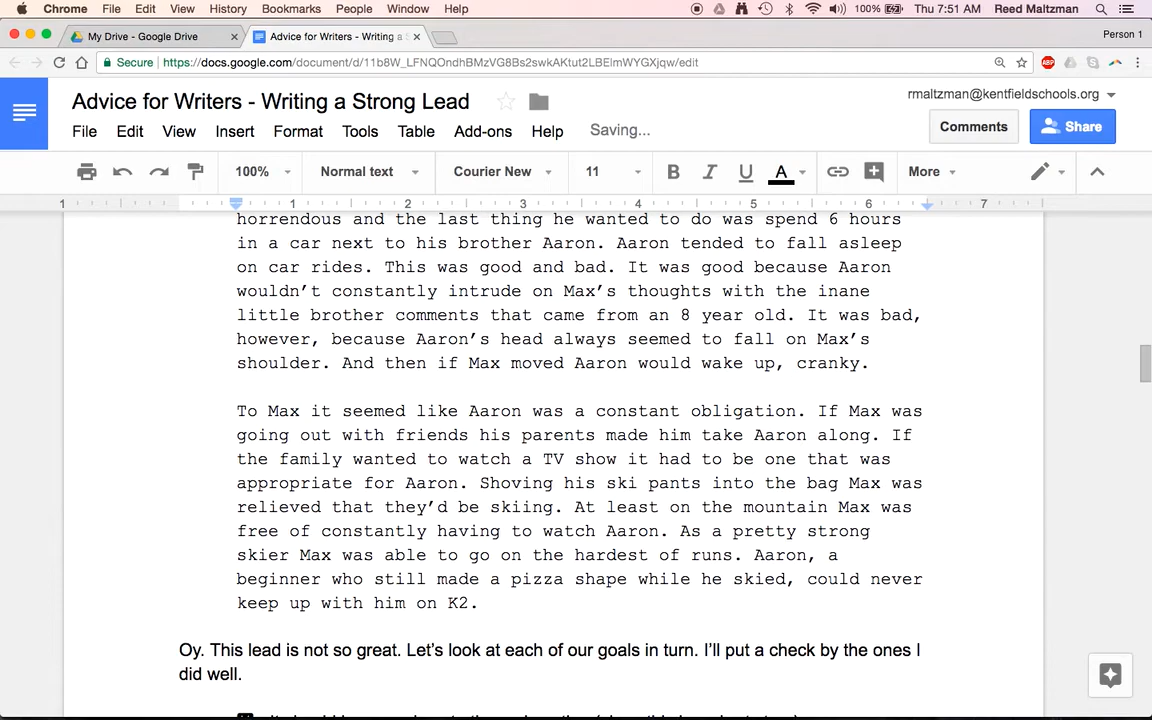 Chrome File Edit View History Bookmarks People Window Help 100% Thu 7:51 AM Reed Maltzman
My Drive - Google Drive × Advice for Writers - Writing a × Person 1
Secure https://docs.google.com/document/d/11b8W_LFNQOndhBMzVG8Bs2swkAKtut2LBElmWYGXjqw/edit ABP
Advice for Writers - Writing a Strong Lead rmaltzman@kentfieldschools.org
File Edit View Insert Format Tools Table Add-ons Help Saving... Comments Share
100% Normal text Courier New 11 B I U A More
1 1 2 3 4 5 6 7
horrendous and the last thing he wanted to do was spend 6 hours
in a car next to his brother Aaron. Aaron tended to fall asleep
on car rides. This was good and bad. It was good because Aaron
wouldn't constantly intrude on Max's thoughts with the inane
little brother comments that came from an 8 year old. It was bad,
however, because Aaron's head always seemed to fall on Max's
shoulder. And then if Max moved Aaron would wake up, cranky.
To Max it seemed like Aaron was a constant obligation. If Max was
going out with friends his parents made him take Aaron along. If
the family wanted to watch a TV show it had to be one that was
appropriate for Aaron. Shoving his ski pants into the bag Max was
relieved that they'd be skiing. At least on the mountain Max was
free of constantly having to watch Aaron. As a pretty strong
skier Max was able to go on the hardest of runs. Aaron, a
beginner who still made a pizza shape while he skied, could never
keep up with him on K2.
Oy. This lead is not so great. Let's look at each of our goals in turn. I'll put a check by the ones I
did well.